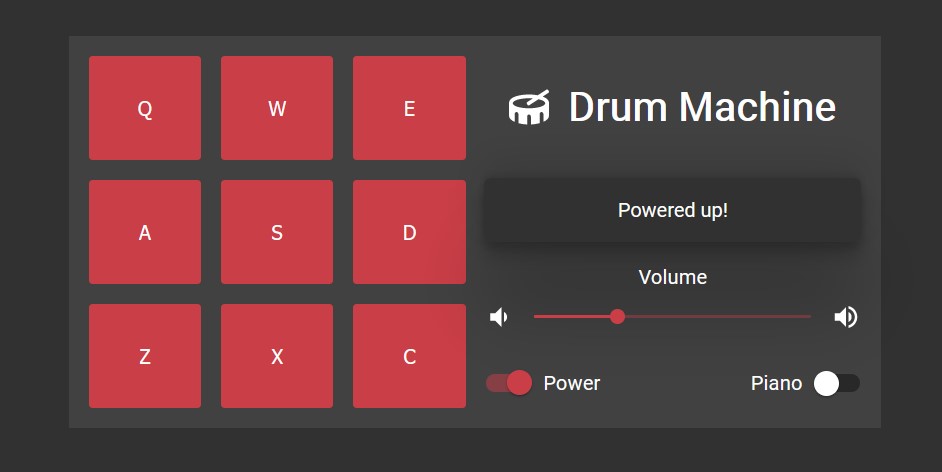 Q W E
Drum Machine
A S D
Powered up!
Volume
Z X C
Power
Piano